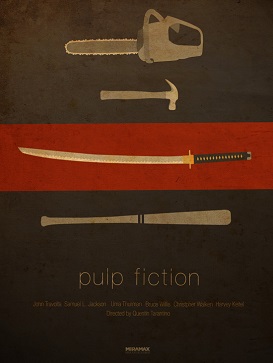 pulp fiction
John Travolta Samuel L. Jackson Uma Thurman Bruce Willis Christopher Walken Harvey Keitel
Directed by Quentin Tarantino
MIRAMAX